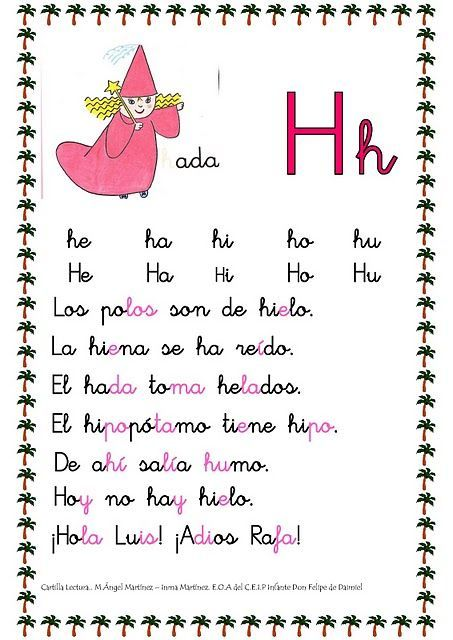 hada
H h
he ha hi ho hu
He Ha Hi Ho Hu
Los polos son de hielo.
La hiena se ha reído.
El hada toma helados.
El hipopótamo tiene hipo.
De ahí salía humo.
Hoy no hay hielo.
¡Hola Luis! ¡Adios Rafa!
Cartilla Lectura.. M.Ángel Martínez – Inma Martínez. E.O.A del C.E.I.P Infante Don Felipe de Daimiel